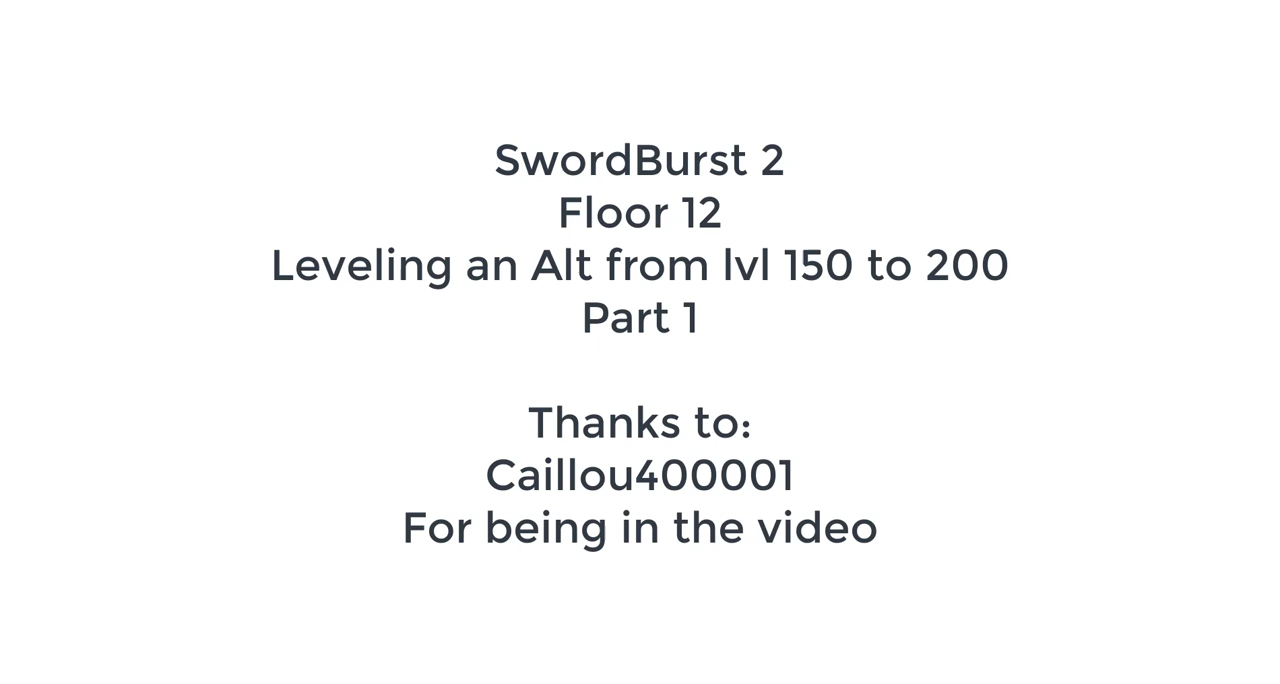 SwordBurst 2
Floor 12
Leveling an Alt from lvl 150 to 200
Part 1
Thanks to:
Caillou400001
For being in the video